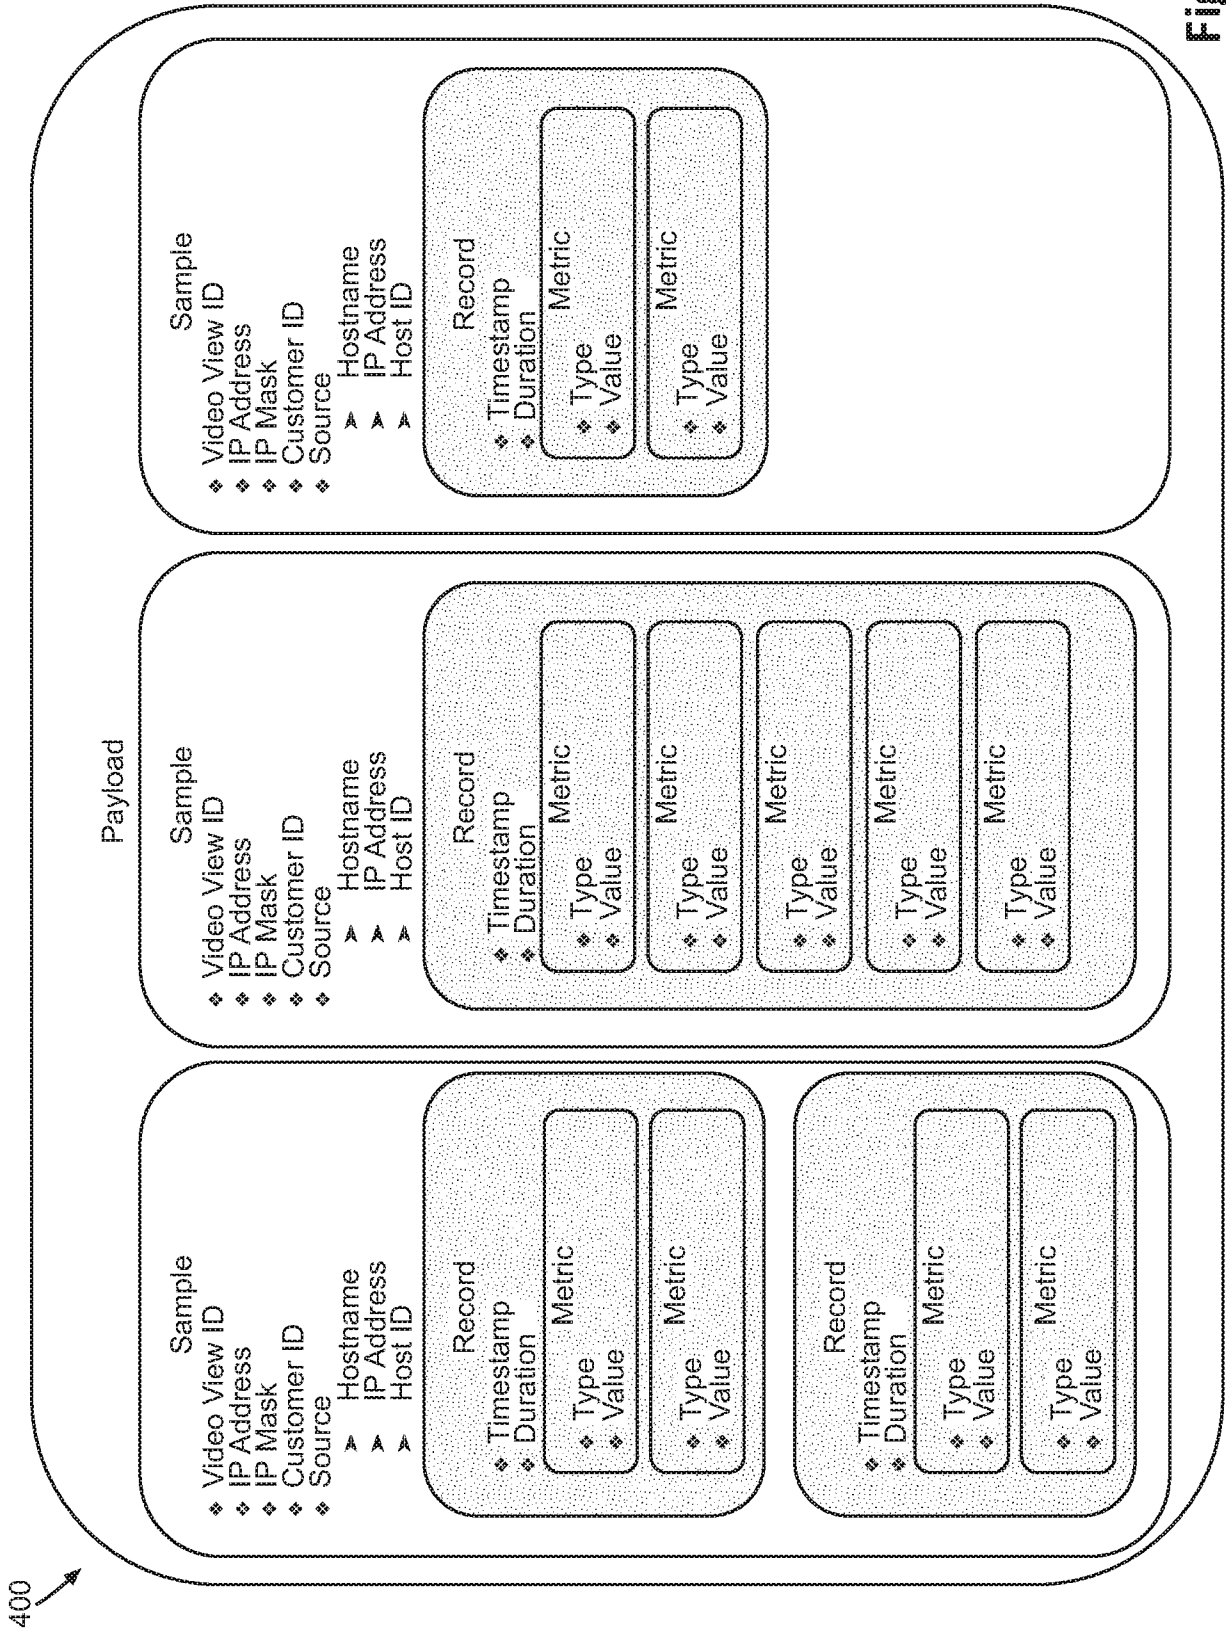 400
Payload
Sample
❖ Video View ID
❖ IP Address
❖ IP Mask
❖ Customer ID
❖ Source
➤ Hostname
➤ IP Address
➤ Host ID
Record
❖ Timestamp
❖ Duration
Metric
❖ Type
❖ Value
Metric
❖ Type
❖ Value
Record
❖ Timestamp
❖ Duration
Metric
❖ Type
❖ Value
Metric
❖ Type
❖ Value
Sample
❖ Video View ID
❖ IP Address
❖ IP Mask
❖ Customer ID
❖ Source
➤ Hostname
➤ IP Address
➤ Host ID
Record
❖ Timestamp
❖ Duration
Metric
❖ Type
❖ Value
Metric
❖ Type
❖ Value
Metric
❖ Type
❖ Value
Metric
❖ Type
❖ Value
Metric
❖ Type
❖ Value
Sample
❖ Video View ID
❖ IP Address
❖ IP Mask
❖ Customer ID
❖ Source
➤ Hostname
➤ IP Address
➤ Host ID
Record
❖ Timestamp
❖ Duration
Metric
❖ Type
❖ Value
Metric
❖ Type
❖ Value